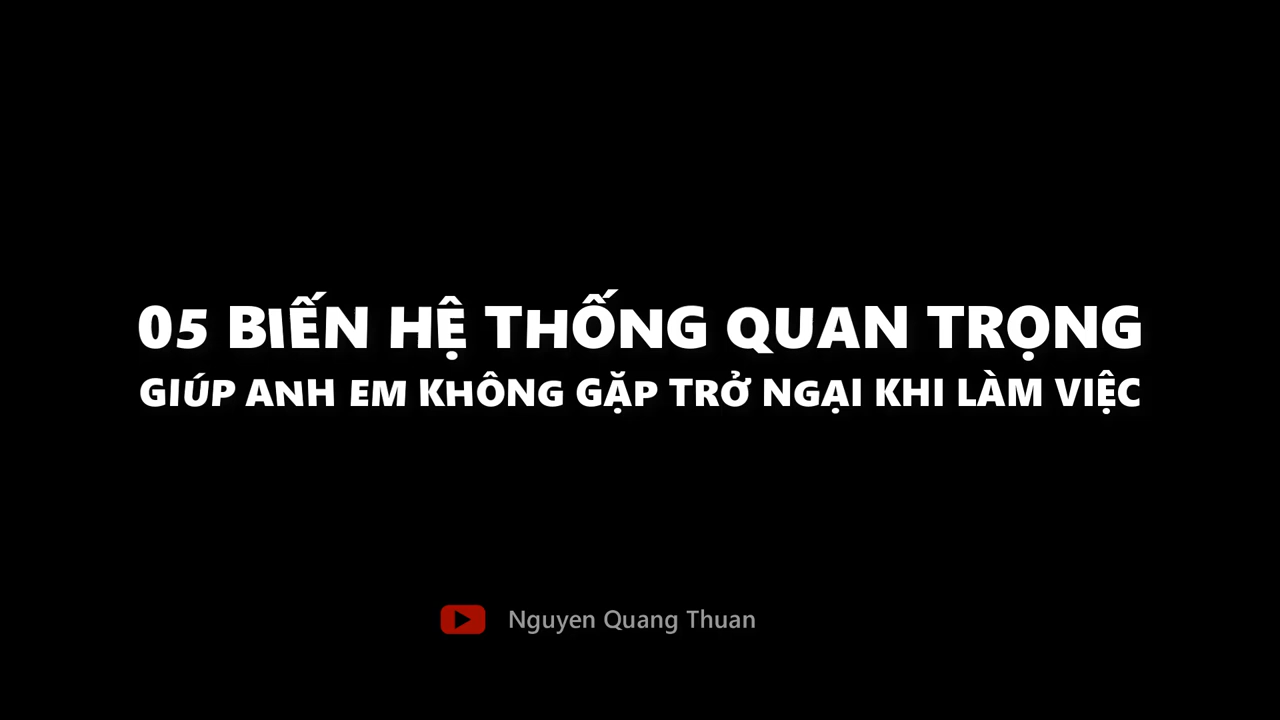 05 BIẾN HỆ THỐNG QUAN TRỌNG
GIÚP ANH EM KHÔNG GẶP TRỞ NGẠI KHI LÀM VIỆC
Nguyen Quang Thuan